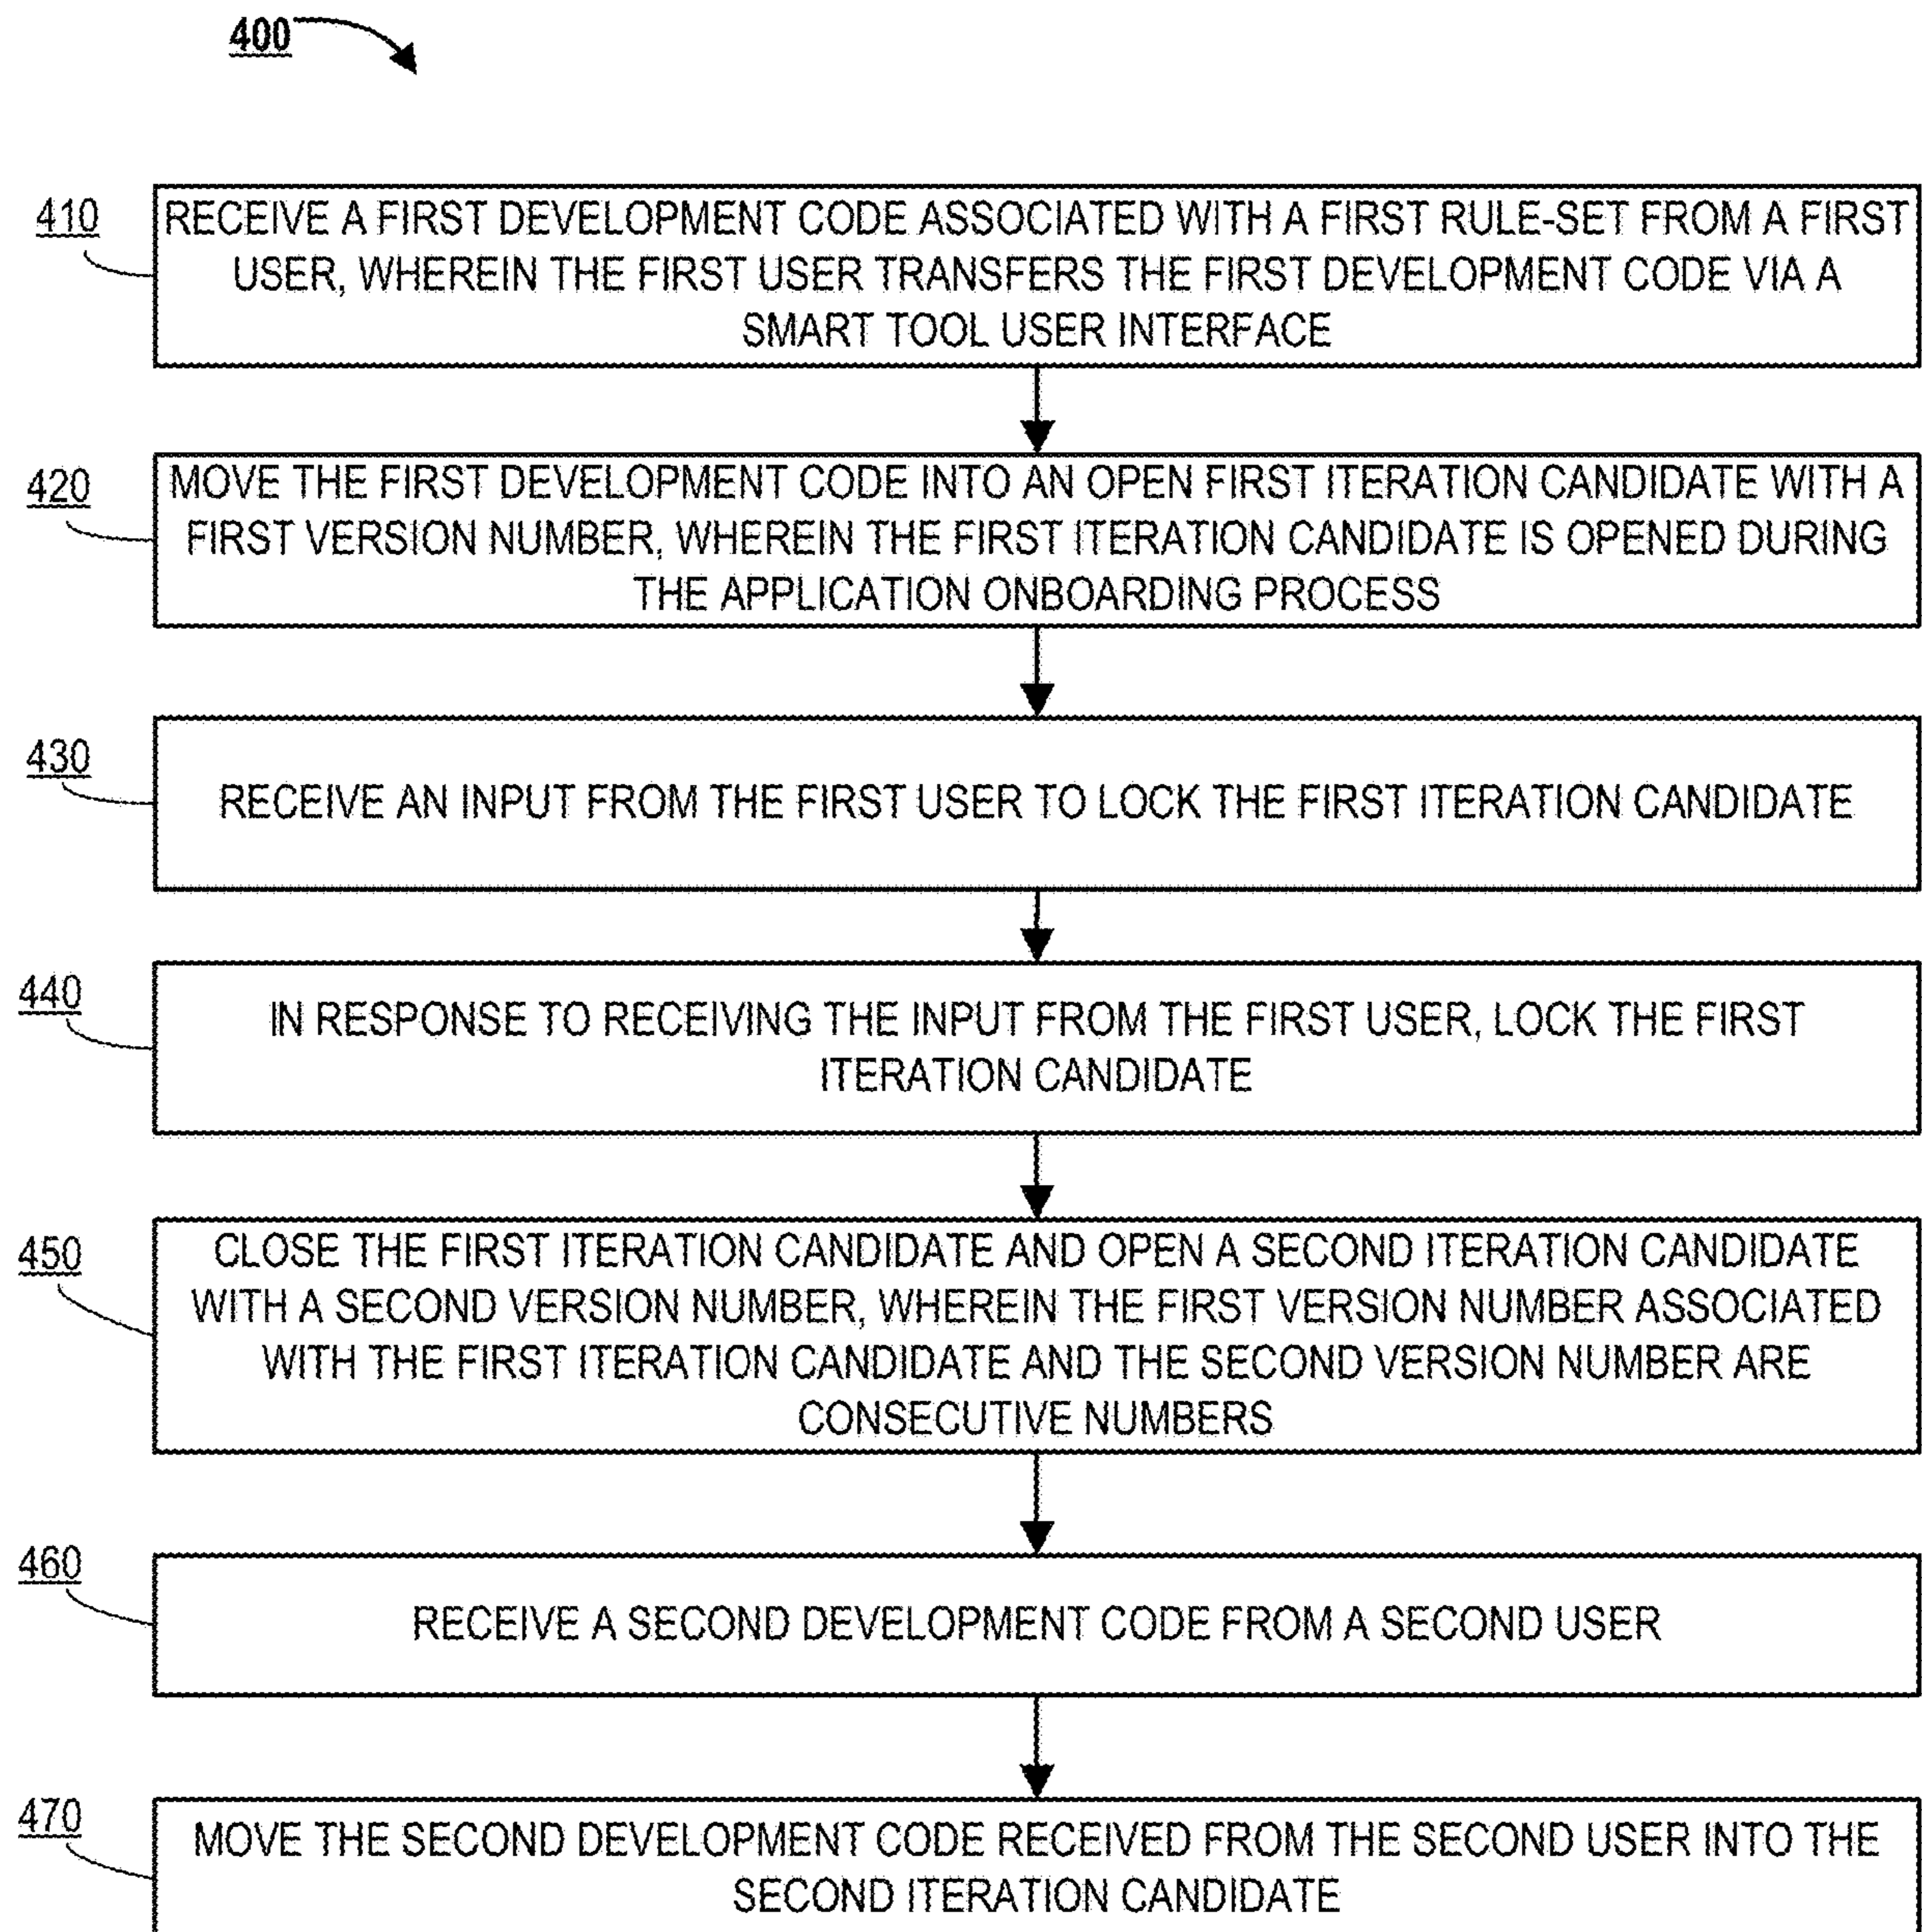 400
410
RECEIVE A FIRST DEVELOPMENT CODE ASSOCIATED WITH A FIRST RULE-SET FROM A FIRST
USER, WHEREIN THE FIRST USER TRANSFERS THE FIRST DEVELOPMENT CODE VIA A
SMART TOOL USER INTERFACE
420
MOVE THE FIRST DEVELOPMENT CODE INTO AN OPEN FIRST ITERATION CANDIDATE WITH A
FIRST VERSION NUMBER, WHEREIN THE FIRST ITERATION CANDIDATE IS OPENED DURING
THE APPLICATION ONBOARDING PROCESS
430
RECEIVE AN INPUT FROM THE FIRST USER TO LOCK THE FIRST ITERATION CANDIDATE
440
IN RESPONSE TO RECEIVING THE INPUT FROM THE FIRST USER, LOCK THE FIRST
ITERATION CANDIDATE
450
CLOSE THE FIRST ITERATION CANDIDATE AND OPEN A SECOND ITERATION CANDIDATE
WITH A SECOND VERSION NUMBER, WHEREIN THE FIRST VERSION NUMBER ASSOCIATED
WITH THE FIRST ITERATION CANDIDATE AND THE SECOND VERSION NUMBER ARE
CONSECUTIVE NUMBERS
460
RECEIVE A SECOND DEVELOPMENT CODE FROM A SECOND USER
470
MOVE THE SECOND DEVELOPMENT CODE RECEIVED FROM THE SECOND USER INTO THE
SECOND ITERATION CANDIDATE